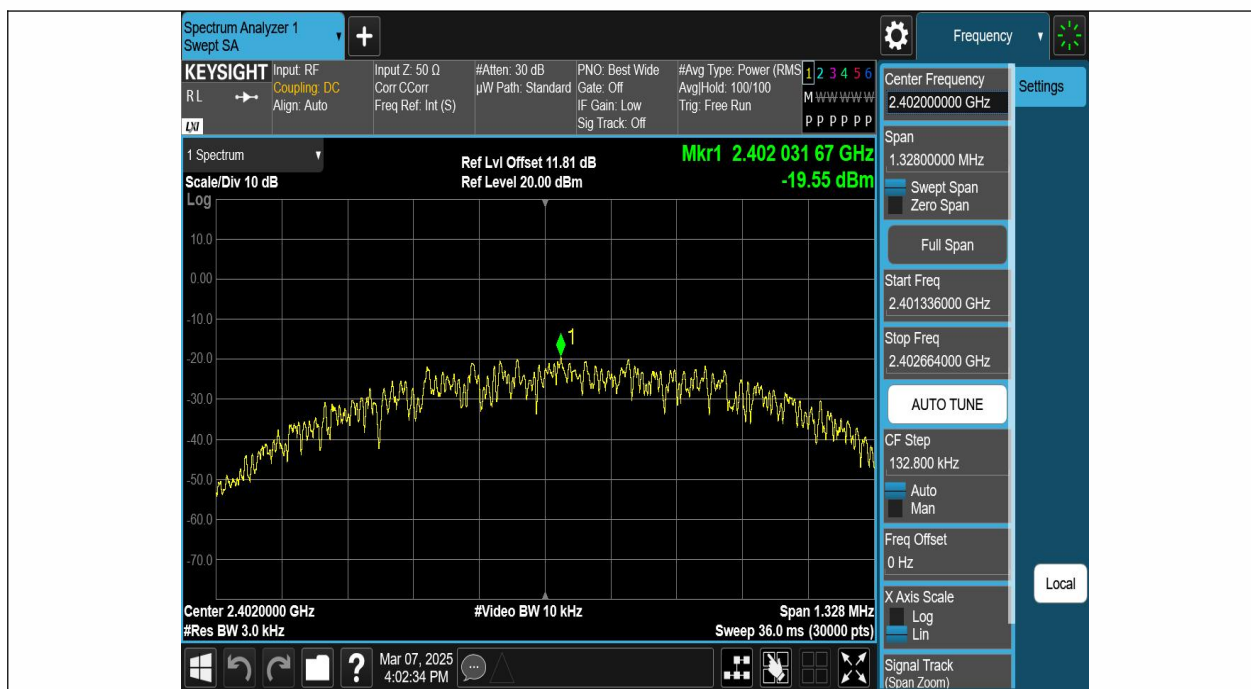 Spectrum Analyzer 1
Swept SA
+
Frequency
KEYSIGHT
RL
LXI
Input: RF
Coupling: DC
Align: Auto
Input Z: 50 Ω
Corr CCorr
Freq Ref: Int (S)
#Atten: 30 dB
µW Path: Standard
PNO: Best Wide
Gate: Off
IF Gain: Low
Sig Track: Off
#Avg Type: Power (RMS
Avg|Hold: 100/100
Trig: Free Run
1 2 3 4 5 6
M W W W W W
P P P P P P
1 Spectrum
Scale/Div 10 dB
Ref Lvl Offset 11.81 dB
Ref Level 20.00 dBm
Mkr1 2.402 031 67 GHz
-19.55 dBm
Log
10.0
0.00
-10.0
1
-20.0
-30.0
-40.0
-50.0
-60.0
-70.0
Center 2.4020000 GHz
#Res BW 3.0 kHz
#Video BW 10 kHz
Span 1.328 MHz
Sweep 36.0 ms (30000 pts)
Mar 07, 2025
4:02:34 PM
?
Center Frequency
2.402000000 GHz
Settings
Span
1.32800000 MHz
Swept Span
Zero Span
Full Span
Start Freq
2.401336000 GHz
Stop Freq
2.402664000 GHz
AUTO TUNE
CF Step
132.800 kHz
Auto
Man
Freq Offset
0 Hz
X Axis Scale
Log
Lin
Local
Signal Track
(Span Zoom)